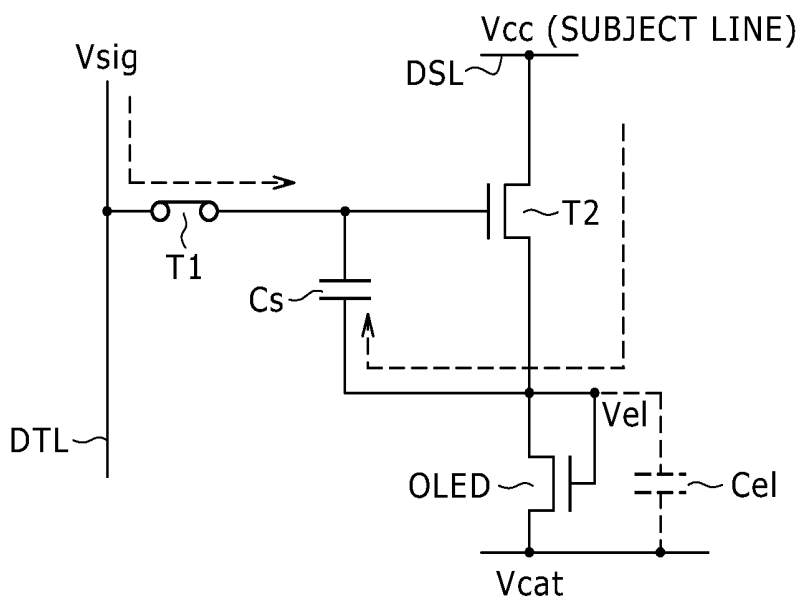 Vcc (SUBJECT LINE)
Vsig
DSL
T2
T1
Cs
Vel
DTL
OLED
Cel
Vcat